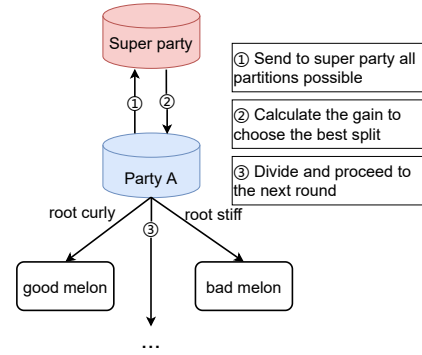 Super party
① Send to super party all
partitions possible
①
②
② Calculate the gain to
choose the best split
Party A
③ Divide and proceed to
the next round
root curly
root stiff
③
good melon
bad melon
...